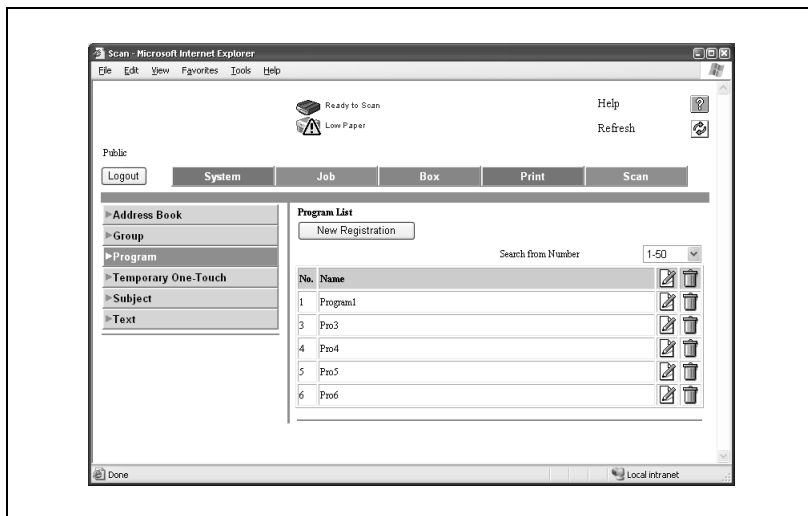 Scan - Microsoft Internet Explorer
File Edit View Favorites Tools Help
Ready to Scan
Low Paper
Help
Refresh
Public
Logout
System Job Box Print Scan
Address Book
Group
Program
Temporary One-Touch
Subject
Text
Program List
New Registration
Search from Number 1-50
No. Name
1 Program1
3 Pro3
4 Pro4
5 Pro5
6 Pro6
Done
Local intranet